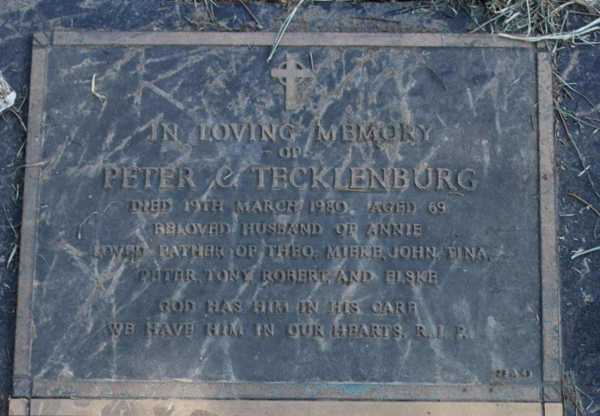 IN LOVING MEMORY
- OF -
PETER C. TECKLENBURG
DIED 19TH MARCH 1980. AGED 69
BELOVED HUSBAND OF ANNIE
LOVED FATHER OF THEO, MIEKE, JOHN, TINA,
PETER, TONY, ROBERT, AND ELSKE
GOD HAS HIM IN HIS CARE
WE HAVE HIM IN OUR HEARTS. R.I.P.